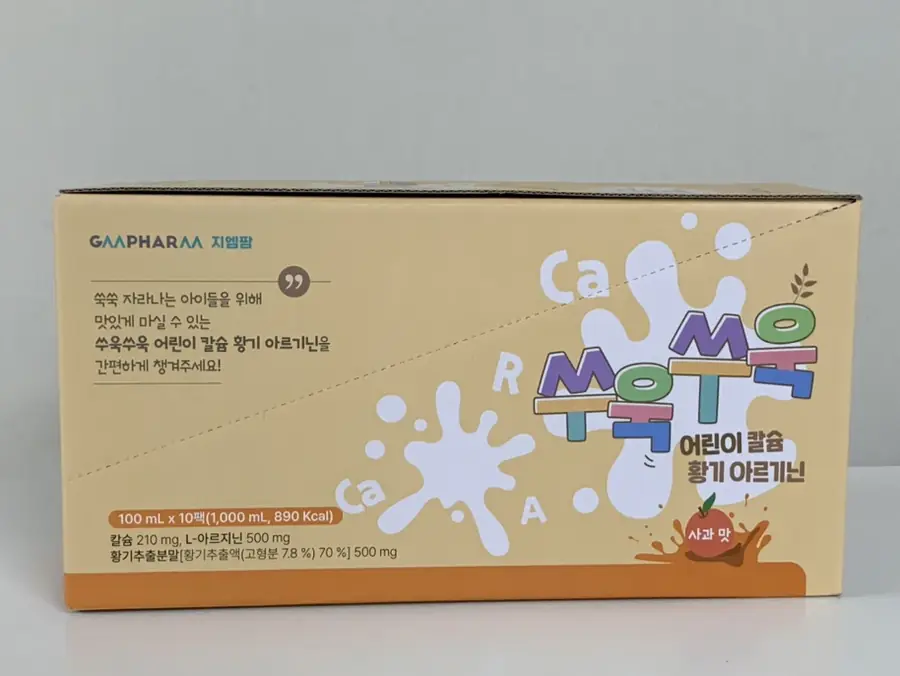 GMPHARM 지엠팜
쑥쑥 자라나는 아이들을 위해
맛있게 마실 수 있는
쑤욱쑤욱 어린이 칼슘 황기 아르기닌을
간편하게 챙겨주세요!
Ca
R
쑤욱쑤욱
어린이 칼슘
황기 아르기닌
Ca
A
사과 맛
100 mL x 10팩(1,000 mL, 890 Kcal)
칼슘 210 mg, L-아르지닌 500 mg
황기추출분말[황기추출액(고형분 7.8 %) 70 %] 500 mg